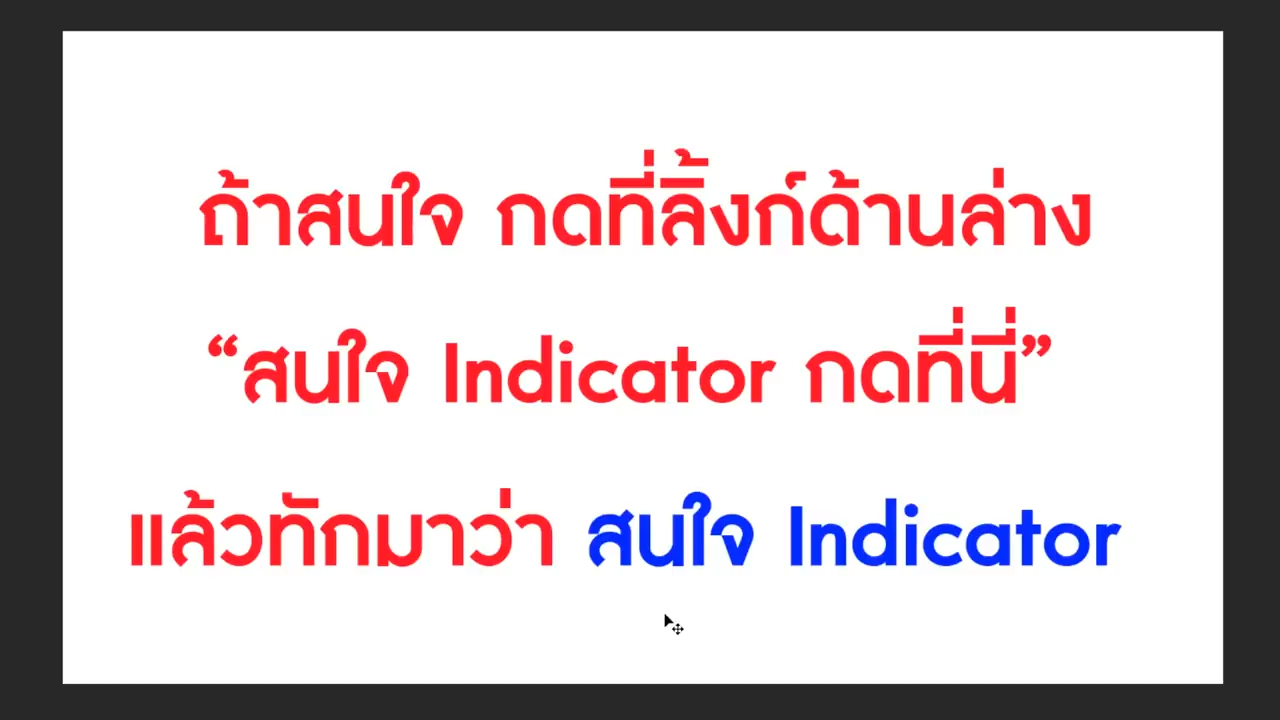 ถ้าสนใจ กดที่ลิ้งก์ด้านล่าง
“สนใจ Indicator กดที่นี่”
แล้วทักมาว่า สนใจ Indicator